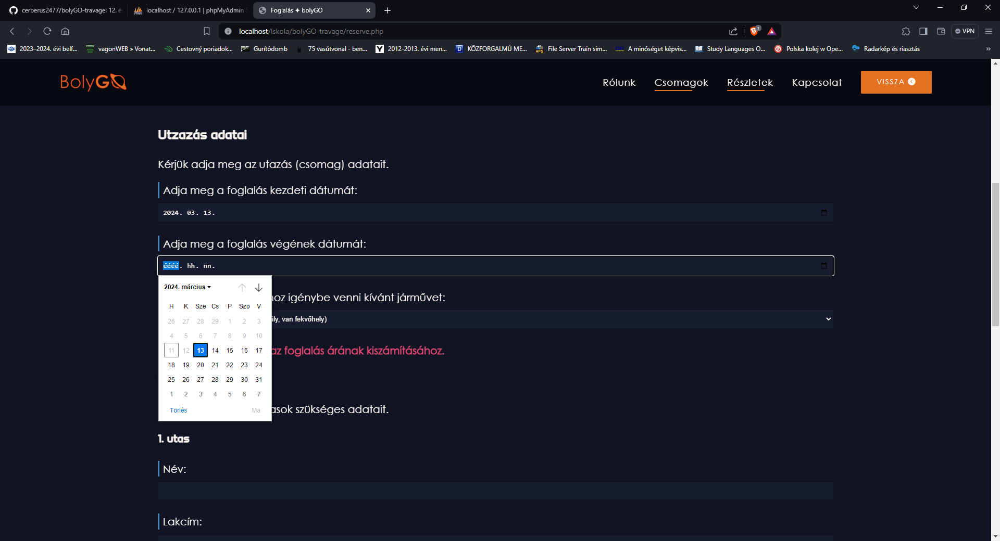 cerberus2477/bolyGO-travage: 12. é
localhost / 127.0.0.1 | phpMyAdmin
Foglalás ✦ bolyGO
localhost/Iskola/bolyGO-travage/reserve.php
1
VPN
2023–2024. évi belf...
vagonWEB » Vonat...
Cestovný poriadok...
Gurítódomb
75 vasútvonal - ben...
2012-2013. évi men...
KÖZFORGALMÚ ME...
File Server Train sim...
A minőséget képvis...
Study Languages O...
Polska kolej w Ope...
Radarkép és riasztás
BolyGO
Rólunk
Csomagok
Részletek
Kapcsolat
VISSZA
Utzazás adatai
Kérjük adja meg az utazás (csomag) adatait.
Adja meg a foglalás kezdeti dátumát:
2024. 03. 13.
Adja meg a foglalás végének dátumát:
éééé. hh. nn.
2024. március
H K Sze Cs P Szo V
26 27 28 29 1 2 3
4 5 6 7 8 9 10
11 12 13 14 15 16 17
18 19 20 21 22 23 24
25 26 27 28 29 30 31
1 2 3 4 5 6 7
Törlés Ma
hoz igénybe venni kívánt járművet:
ály, van fekvőhely)
az foglalás árának kiszámításához.
asok szükséges adatait.
1. utas
Név:
Lakcím: